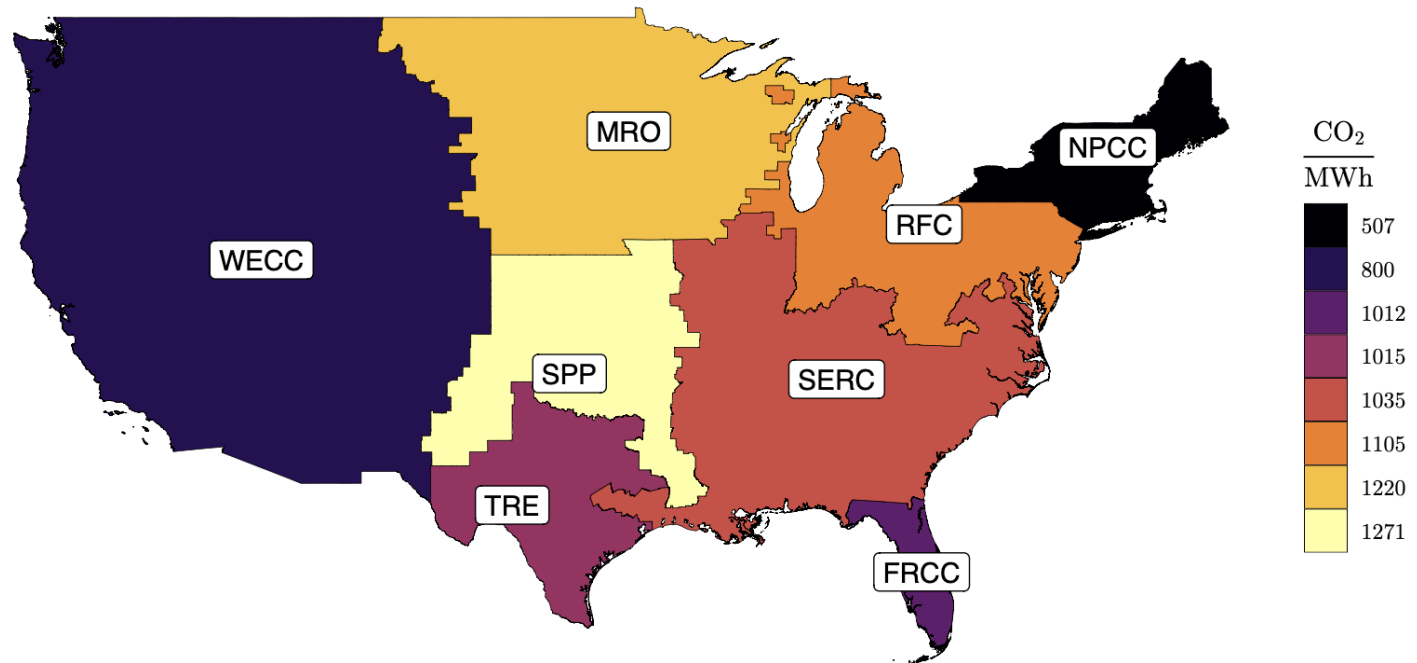 MRO
NPCC
RFC
WECC
SPP
SERC
TRE
FRCC
CO₂
MWh
507
800
1012
1015
1035
1105
1220
1271